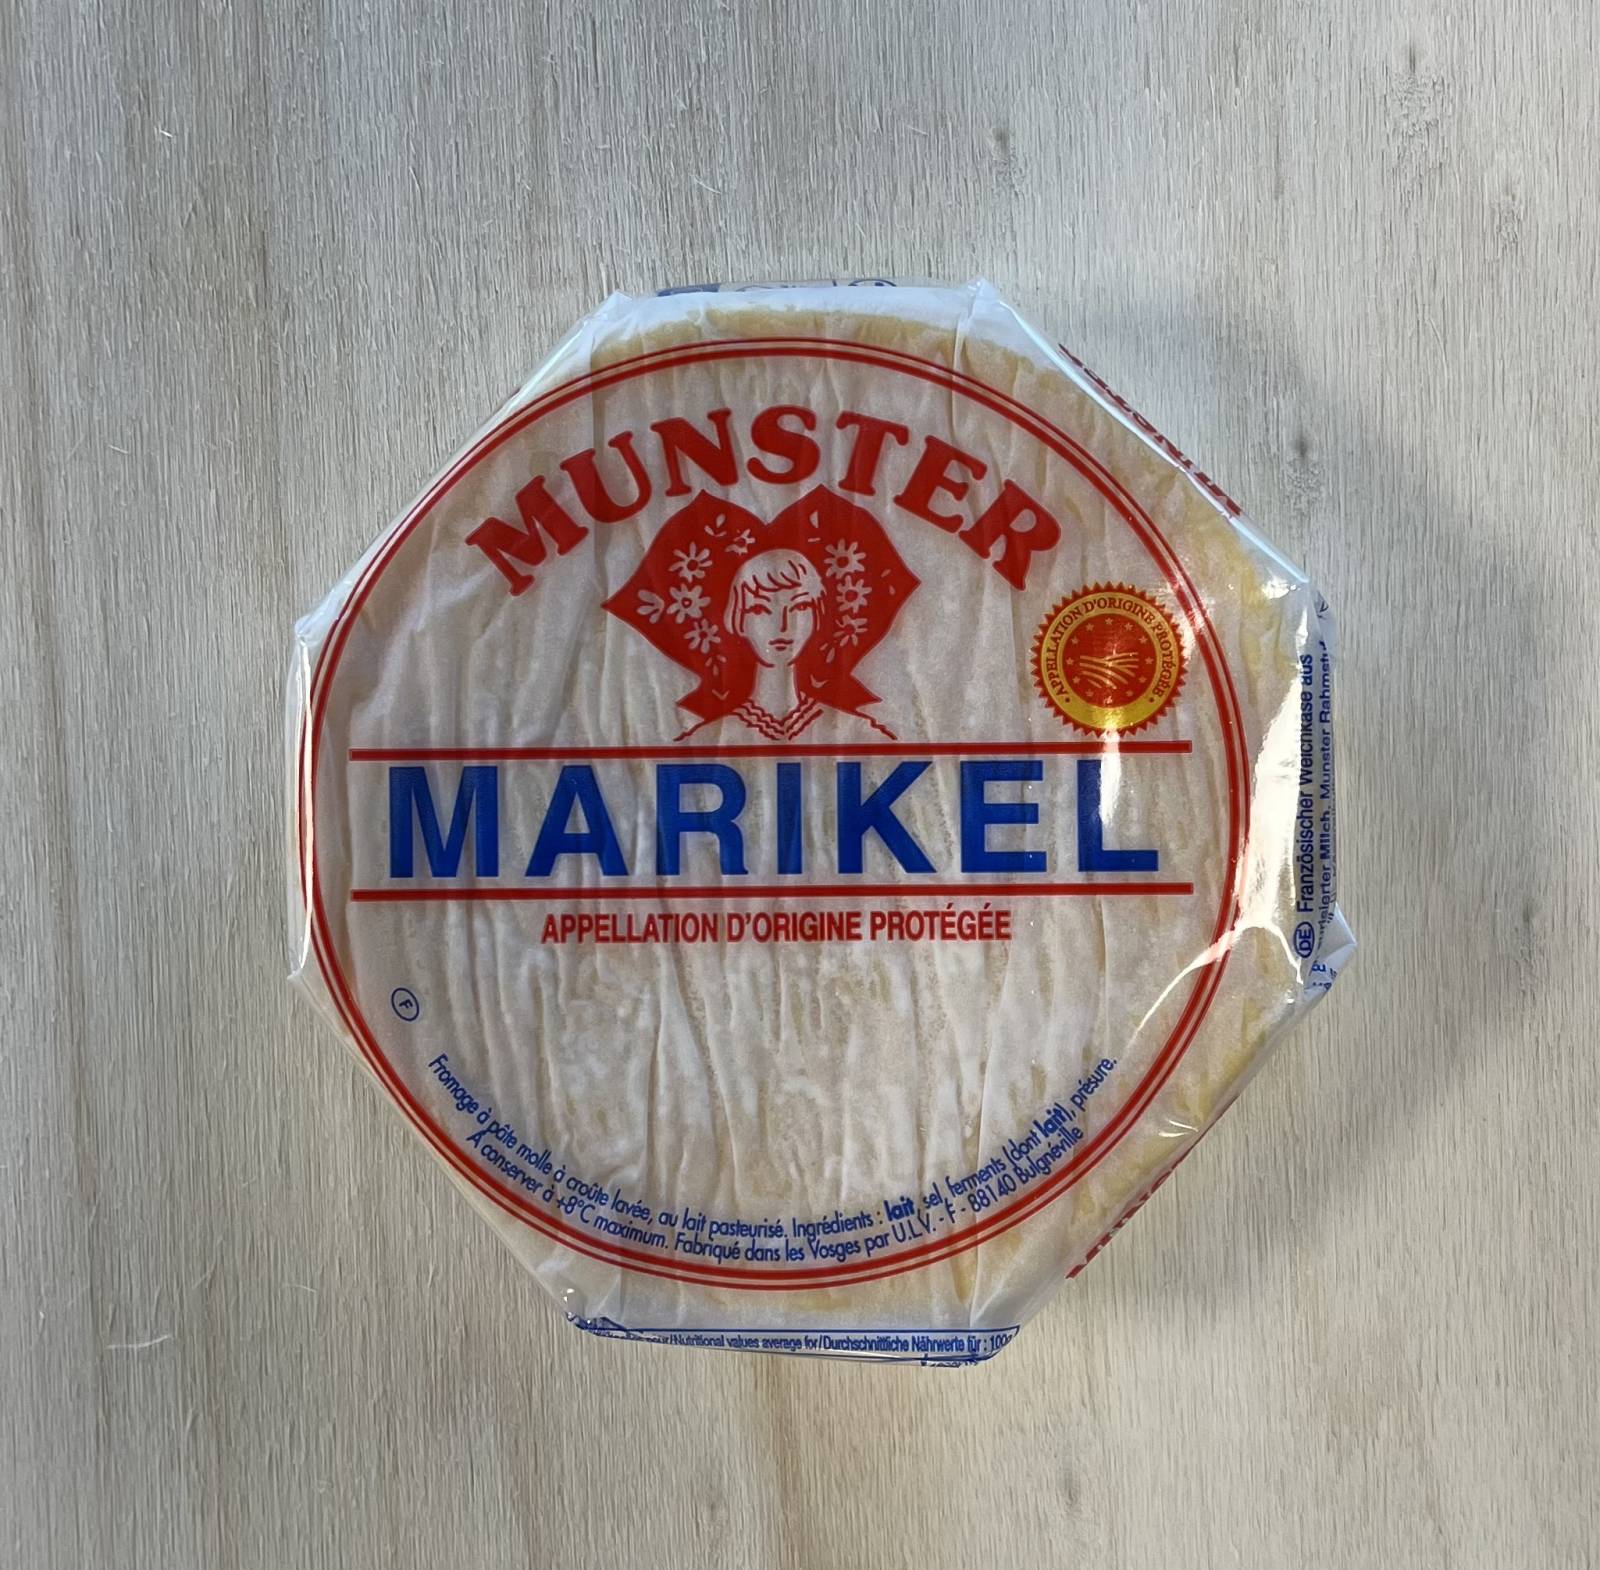 MUNSTER
APPELLATION D'ORIGINE PROTÉGÉE
MARIKEL
APPELLATION D'ORIGINE PROTÉGÉE
F
Fromage à pâte molle à croûte lavée, au lait pasteurisé. Ingrédients : lait, sel, ferments (dont lait), présure.
A conserver à +8°C maximum. Fabriqué dans les Vosges par U.L.V. - F - 88140 Bulgnéville
MUNSTER
DE Französischer Weichkäse aus
Milch. Munster
/Nutritional values average for/Durchschnittliche Nährwerte für : 100g